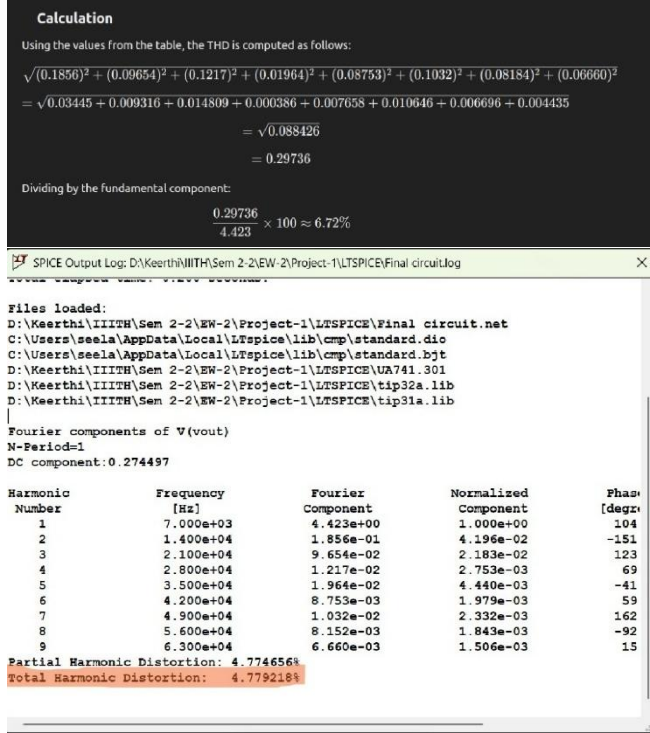 Calculation
Using the values from the table, the THD is computed as follows:
√(0.1856)² + (0.09654)² + (0.1217)² + (0.01964)² + (0.08753)² + (0.1032)² + (0.08184)² + (0.06660)²
= √0.03445 + 0.009316 + 0.014809 + 0.000386 + 0.007658 + 0.010646 + 0.006696 + 0.004435
= √0.088426
= 0.29736
Dividing by the fundamental component:
0.29736 / 4.423 × 100 ≈ 6.72%
SPICE Output Log: D:\Keerthi\IIITH\Sem 2-2\EW-2\Project-1\LTSPICE\Final circuit.log
Total elapsed time: 0.200 seconds.
Files loaded:
D:\Keerthi\IIITH\Sem 2-2\EW-2\Project-1\LTSPICE\Final circuit.net
C:\Users\seela\AppData\Local\LTspice\lib\cmp\standard.dio
C:\Users\seela\AppData\Local\LTspice\lib\cmp\standard.bjt
D:\Keerthi\IIITH\Sem 2-2\EW-2\Project-1\LTSPICE\UA741.301
D:\Keerthi\IIITH\Sem 2-2\EW-2\Project-1\LTSPICE\tip32a.lib
D:\Keerthi\IIITH\Sem 2-2\EW-2\Project-1\LTSPICE\tip31a.lib
Fourier components of V(vout)
N-Period=1
DC component:0.274497
Harmonic Frequency Fourier Normalized Phas
Number [Hz] Component Component [degr
1 7.000e+03 4.423e+00 1.000e+00 104
2 1.400e+04 1.856e-01 4.196e-02 -151
3 2.100e+04 9.654e-02 2.183e-02 123
4 2.800e+04 1.217e-02 2.753e-03 69
5 3.500e+04 1.964e-02 4.440e-03 -41
6 4.200e+04 8.753e-03 1.979e-03 59
7 4.900e+04 1.032e-02 2.332e-03 162
8 5.600e+04 8.152e-03 1.843e-03 -92
9 6.300e+04 6.660e-03 1.506e-03 15
Partial Harmonic Distortion: 4.774656%
Total Harmonic Distortion: 4.779218%